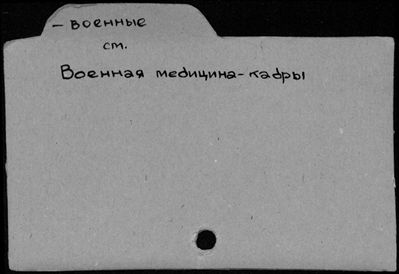 - военные
см.
Военная медицина-кадры